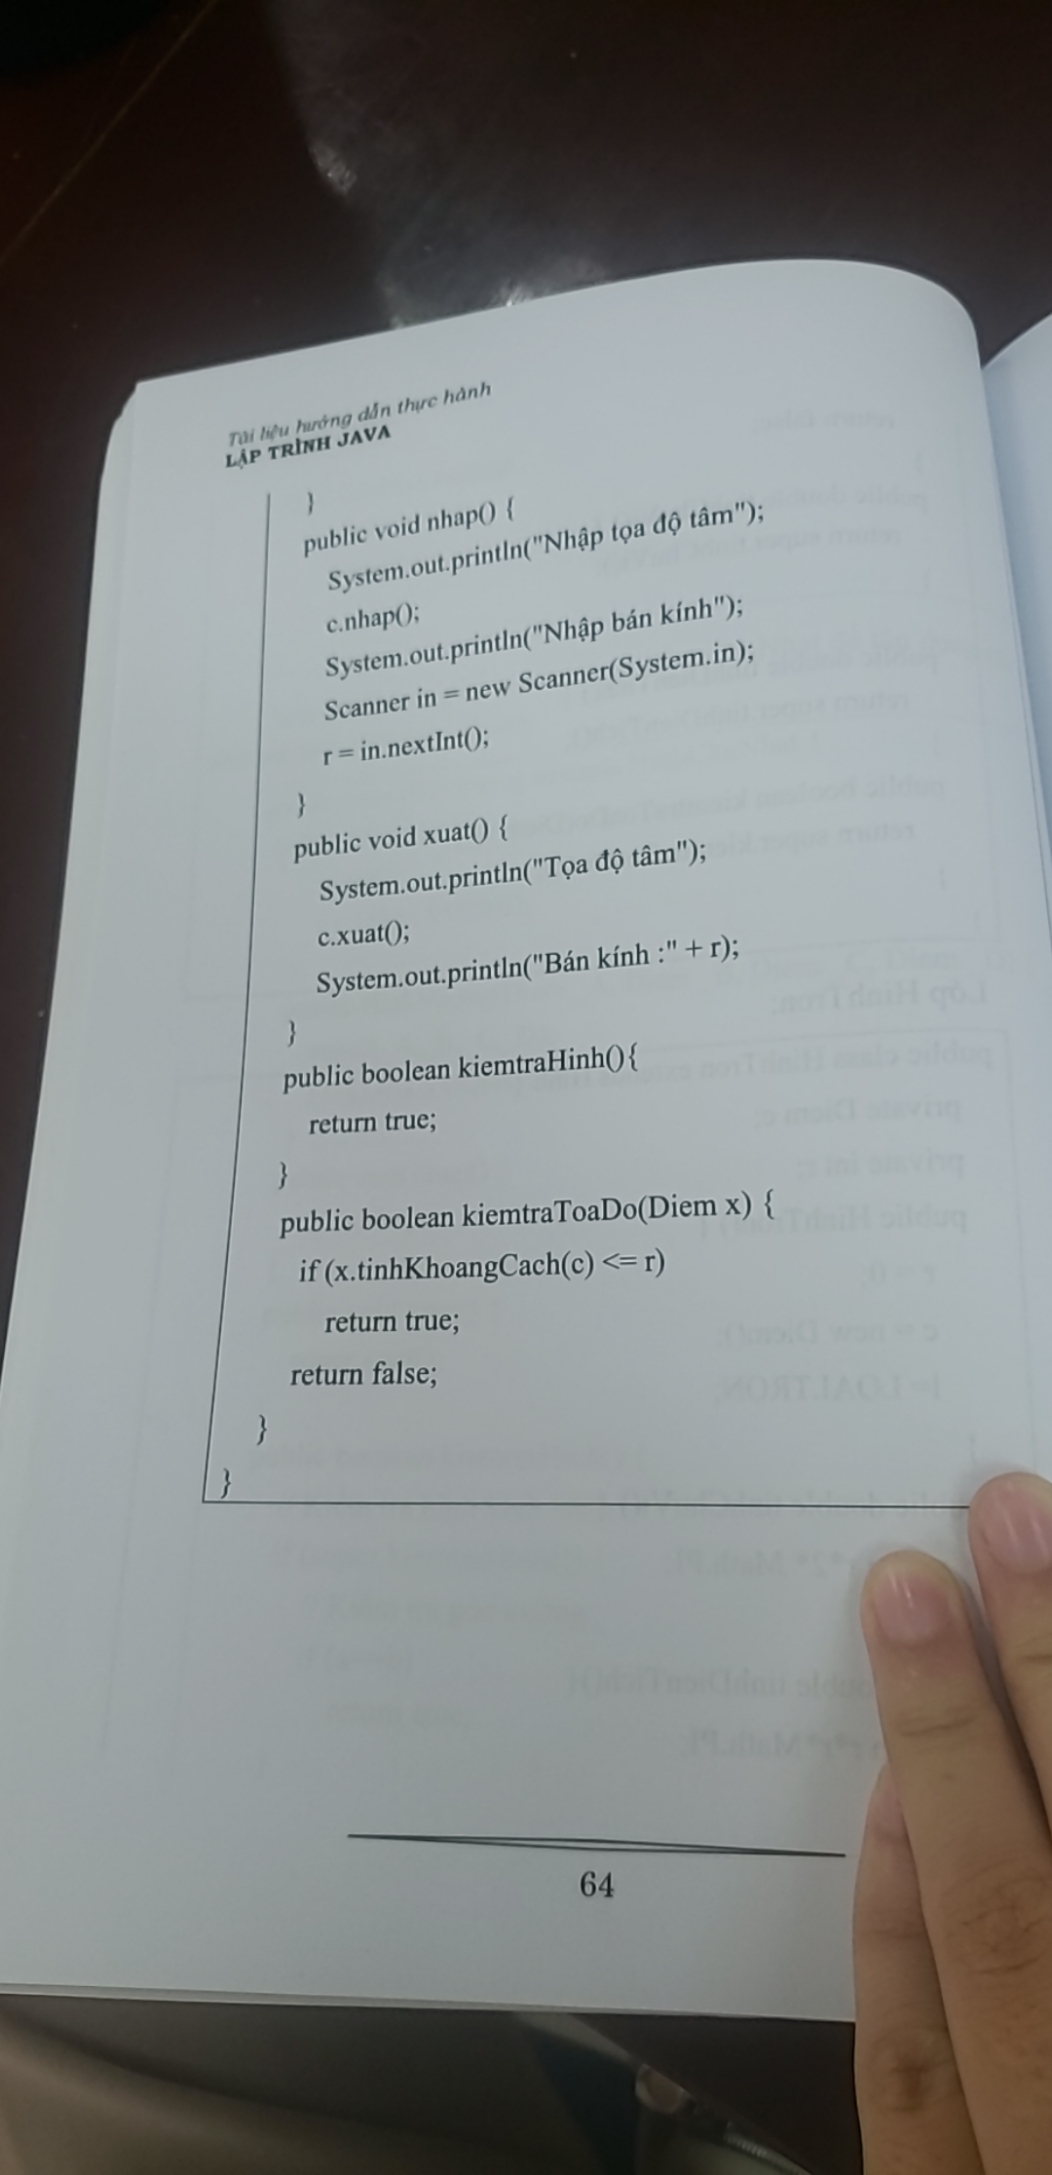 Tài liệu hướng dẫn thực hành
LẬP TRÌNH JAVA
}
public void nhap() {
System.out.println("Nhập tọa độ tâm");
c.nhap();
System.out.println("Nhập bán kính");
Scanner in = new Scanner(System.in);
r = in.nextInt();
}
public void xuat() {
System.out.println("Tọa độ tâm");
c.xuat();
System.out.println("Bán kính :" + r);
}
public boolean kiemtraHinh(){
return true;
}
public boolean kiemtraToaDo(Diem x) {
if (x.tinhKhoangCach(c) <= r)
return true;
return false;
}
}
64